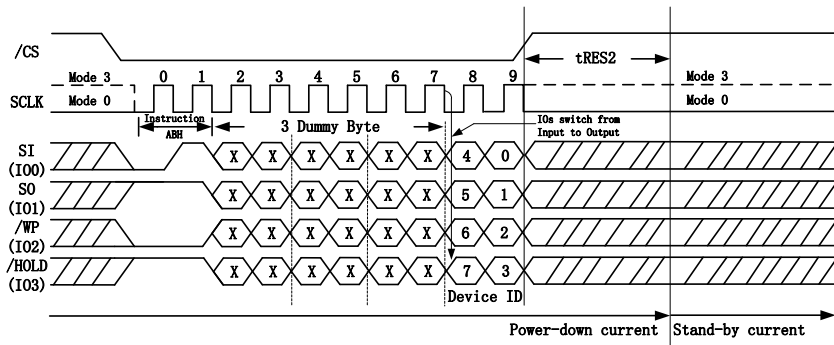 /CS
tRES2
Mode 3 0 1 2 3 4 5 6 7 8 9 Mode 3
SCLK Mode 0 Mode 0
Instruction
ABH
3 Dummy Byte
IOs switch from
Input to Output
SI
(IO0)
X X X X X X 4 0
SO
(IO1)
X X X X X X 5 1
/WP
(IO2)
X X X X X X 6 2
/HOLD
(IO3)
X X X X X X 7 3
Device ID
Power-down current Stand-by current